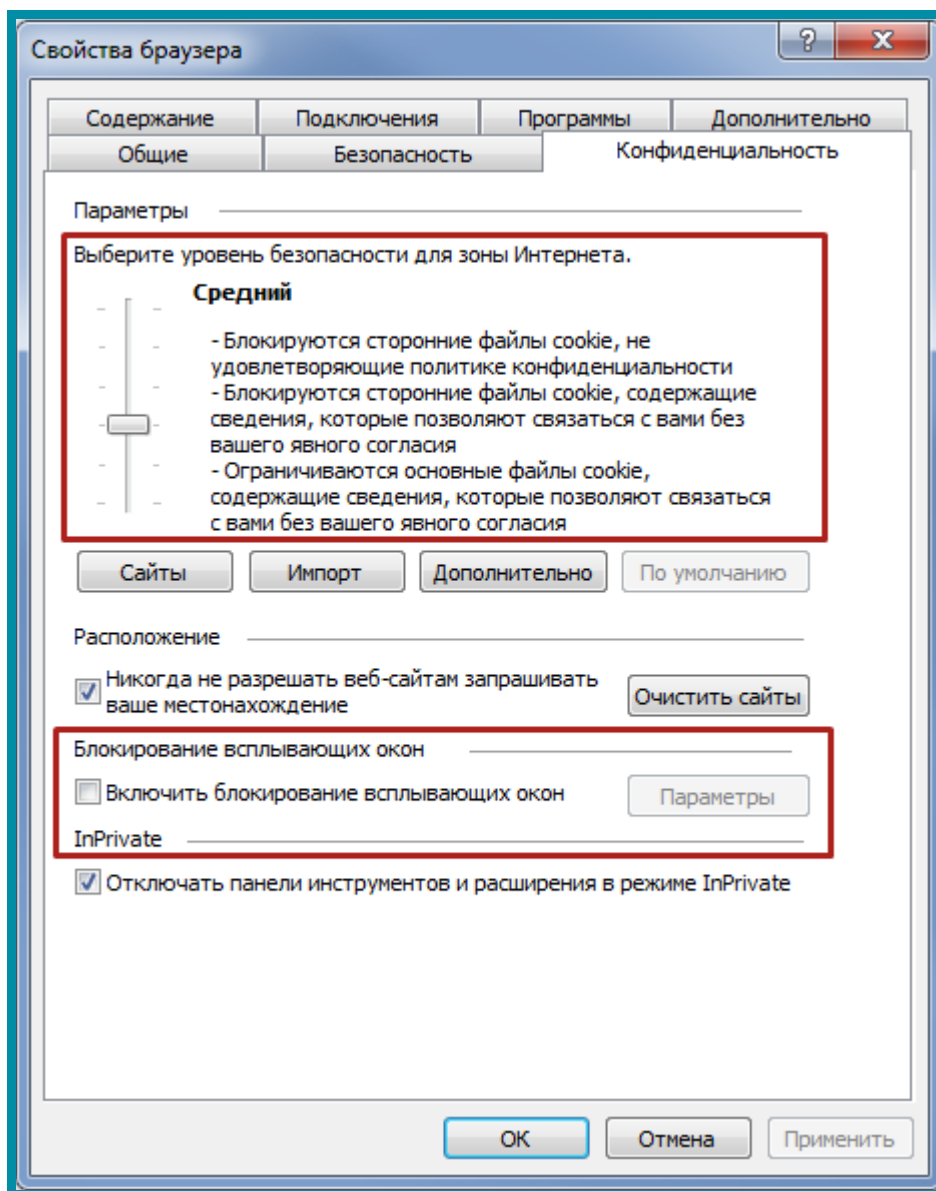 Свойства браузера
Содержание Подключения Программы Дополнительно
Общие Безопасность Конфиденциальность
Параметры
Выберите уровень безопасности для зоны Интернета.
Средний
- Блокируются сторонние файлы cookie, не
удовлетворяющие политике конфиденциальности
- Блокируются сторонние файлы cookie, содержащие
сведения, которые позволяют связаться с вами без
вашего явного согласия
- Ограничиваются основные файлы cookie,
содержащие сведения, которые позволяют связаться
с вами без вашего явного согласия
Сайты Импорт Дополнительно По умолчанию
Расположение
Никогда не разрешать веб-сайтам запрашивать
ваше местонахождение
Очистить сайты
Блокирование всплывающих окон
Включить блокирование всплывающих окон Параметры
InPrivate
Отключать панели инструментов и расширения в режиме InPrivate
ОК Отмена Применить